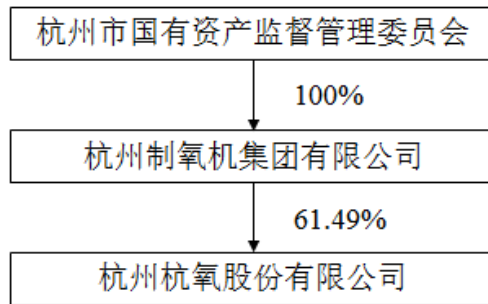 杭州市国有资产监督管理委员会
100%
杭州制氧机集团有限公司
61.49%
杭州杭氧股份有限公司